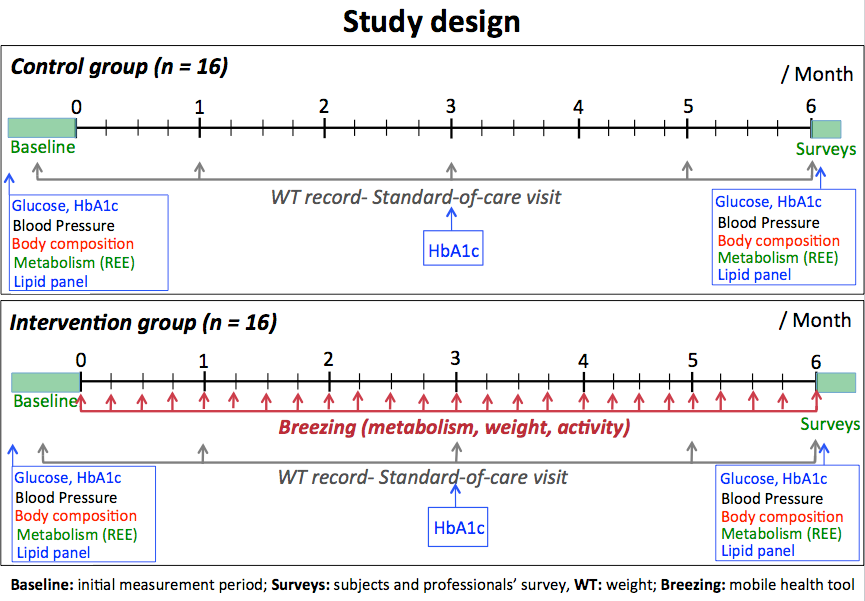 Study design
Control group (n = 16)
/ Month
0 1 2 3 4 5 6
Baseline
Surveys
WT record- Standard-of-care visit
Glucose, HbA1c
Blood Pressure
Body composition
Metabolism (REE)
Lipid panel
HbA1c
Glucose, HbA1c
Blood Pressure
Body composition
Metabolism (REE)
Lipid panel
Intervention group (n = 16)
/ Month
0 1 2 3 4 5 6
Baseline
Breezing (metabolism, weight, activity)
Surveys
WT record- Standard-of-care visit
Glucose, HbA1c
Blood Pressure
Body composition
Metabolism (REE)
Lipid panel
HbA1c
Glucose, HbA1c
Blood Pressure
Body composition
Metabolism (REE)
Lipid panel
Baseline: initial measurement period; Surveys: subjects and professionals’ survey, WT: weight; Breezing: mobile health tool